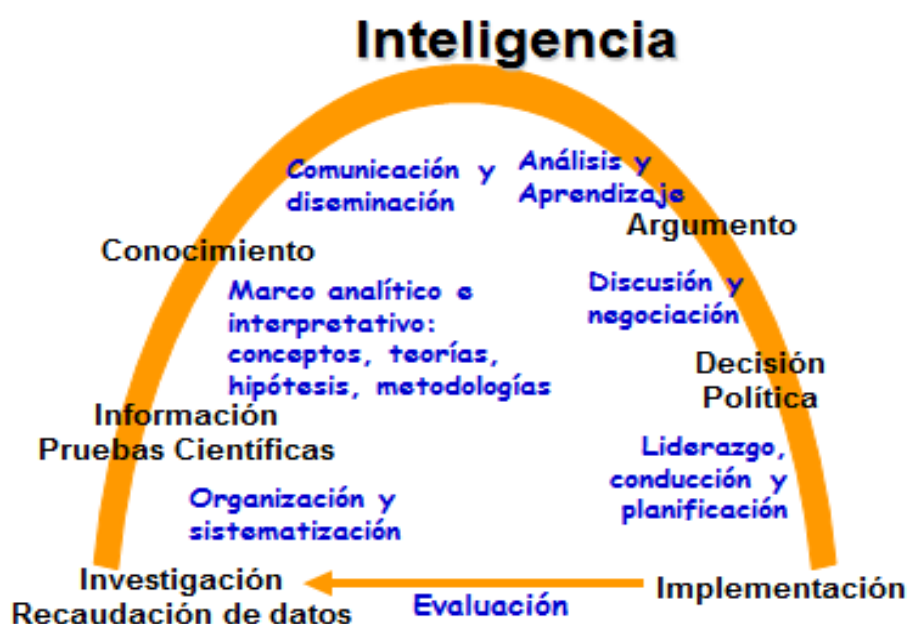 Inteligencia
Comunicación y
diseminación
Análisis y
Aprendizaje
Argumento
Conocimiento
Marco analítico e
interpretativo:
conceptos, teorías,
hipótesis, metodologías
Discusión y
negociación
Decisión
Política
Información
Pruebas Científicas
Liderazgo,
conducción y
planificación
Organización y
sistematización
Investigación
Recaudación de datos
Evaluación
Implementación